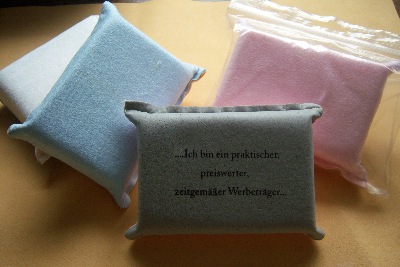 ....Ich bin ein praktischer,
preiswerter,
zeitgemäßer Werbeträger...